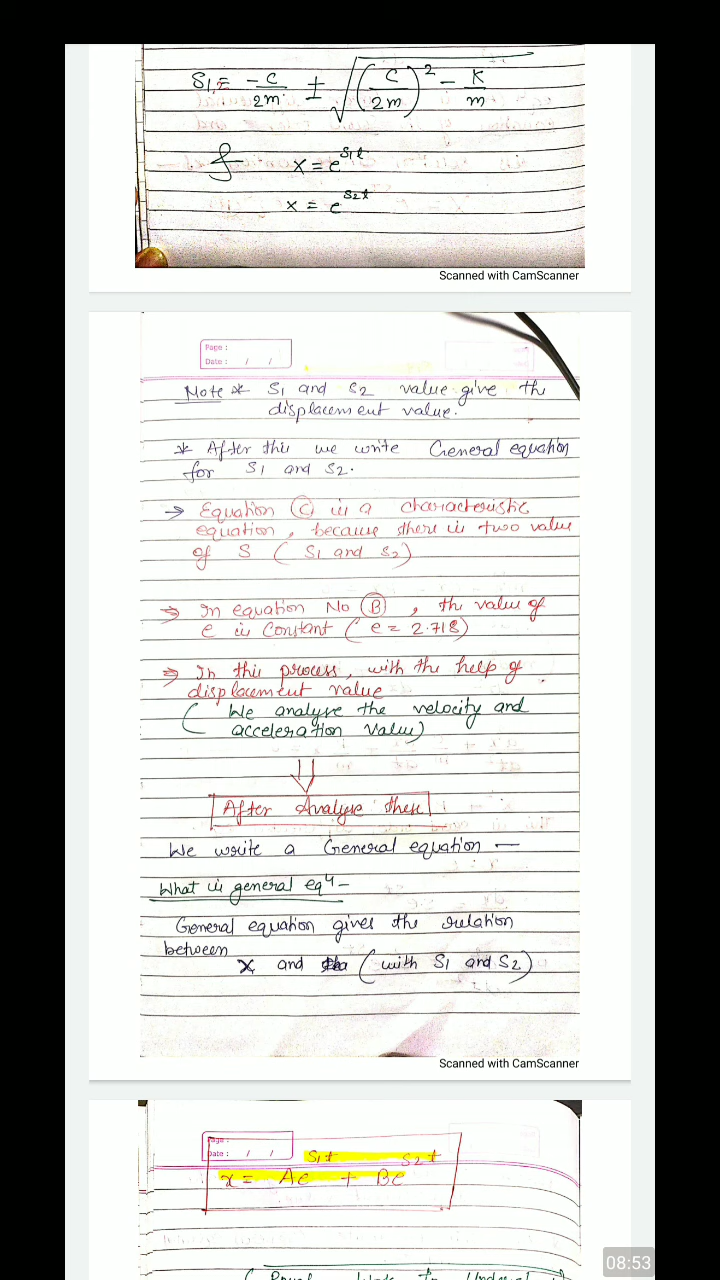 S₁ = -c/2m ± √((c/2m)² - K/m)
& x = e^{s₁t}
x = e^{s₂t}
Scanned with CamScanner
Page :
Date : / /
Note * S₁ and S₂ value give the
displacement value.
* After this we write General equation
for S₁ and S₂.
→ Equation (C) is a characteristic
equation, because there is two value
of S ( S₁ and S₂)
⇒ In equation No (B), the value of
e is constant ( e = 2.718)
⇒ In this process, with the help of
displacement value
( We analyse the velocity and
acceleration value)
⇓
After Analyse these
We write a General equation —
What is general eqⁿ –
General equation gives the relation
between
x and (with S₁ and S₂)
Scanned with CamScanner
Page :
Date : / /
x = Ae^{s₁t} + Be^{s₂t}
08:53